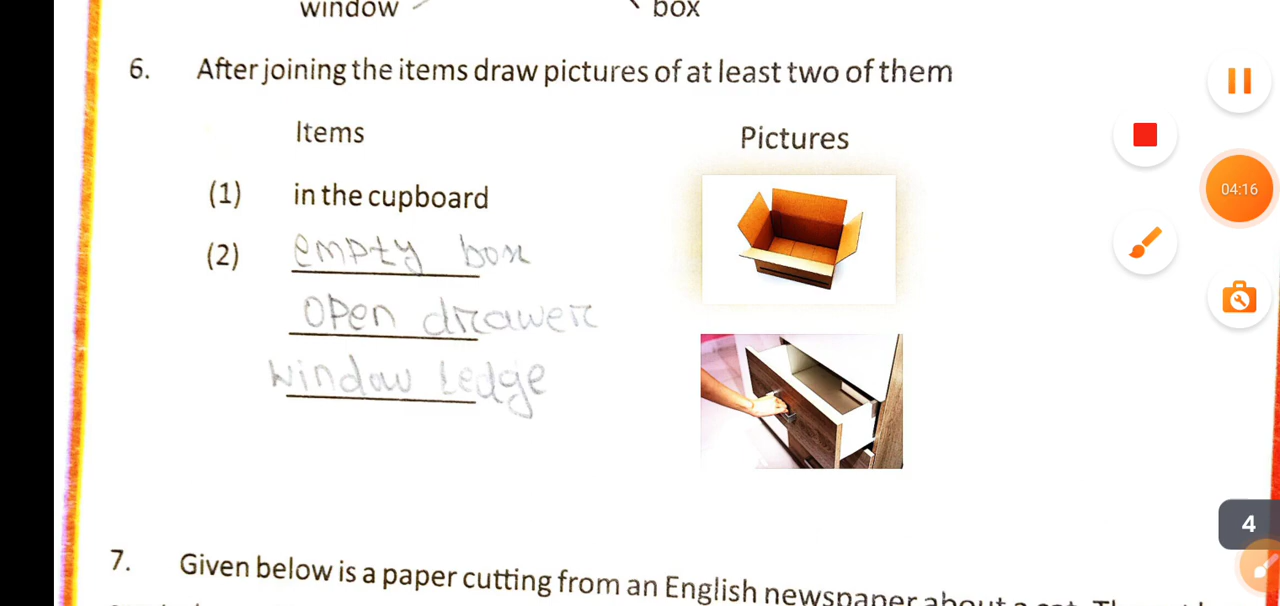 window
box
6. After joining the items draw pictures of at least two of them
Items
Pictures
(1) in the cupboard
(2) empty box
open drawer
window Ledge
04:16
4
7. Given below is a paper cutting from an English newspaper about a cat.